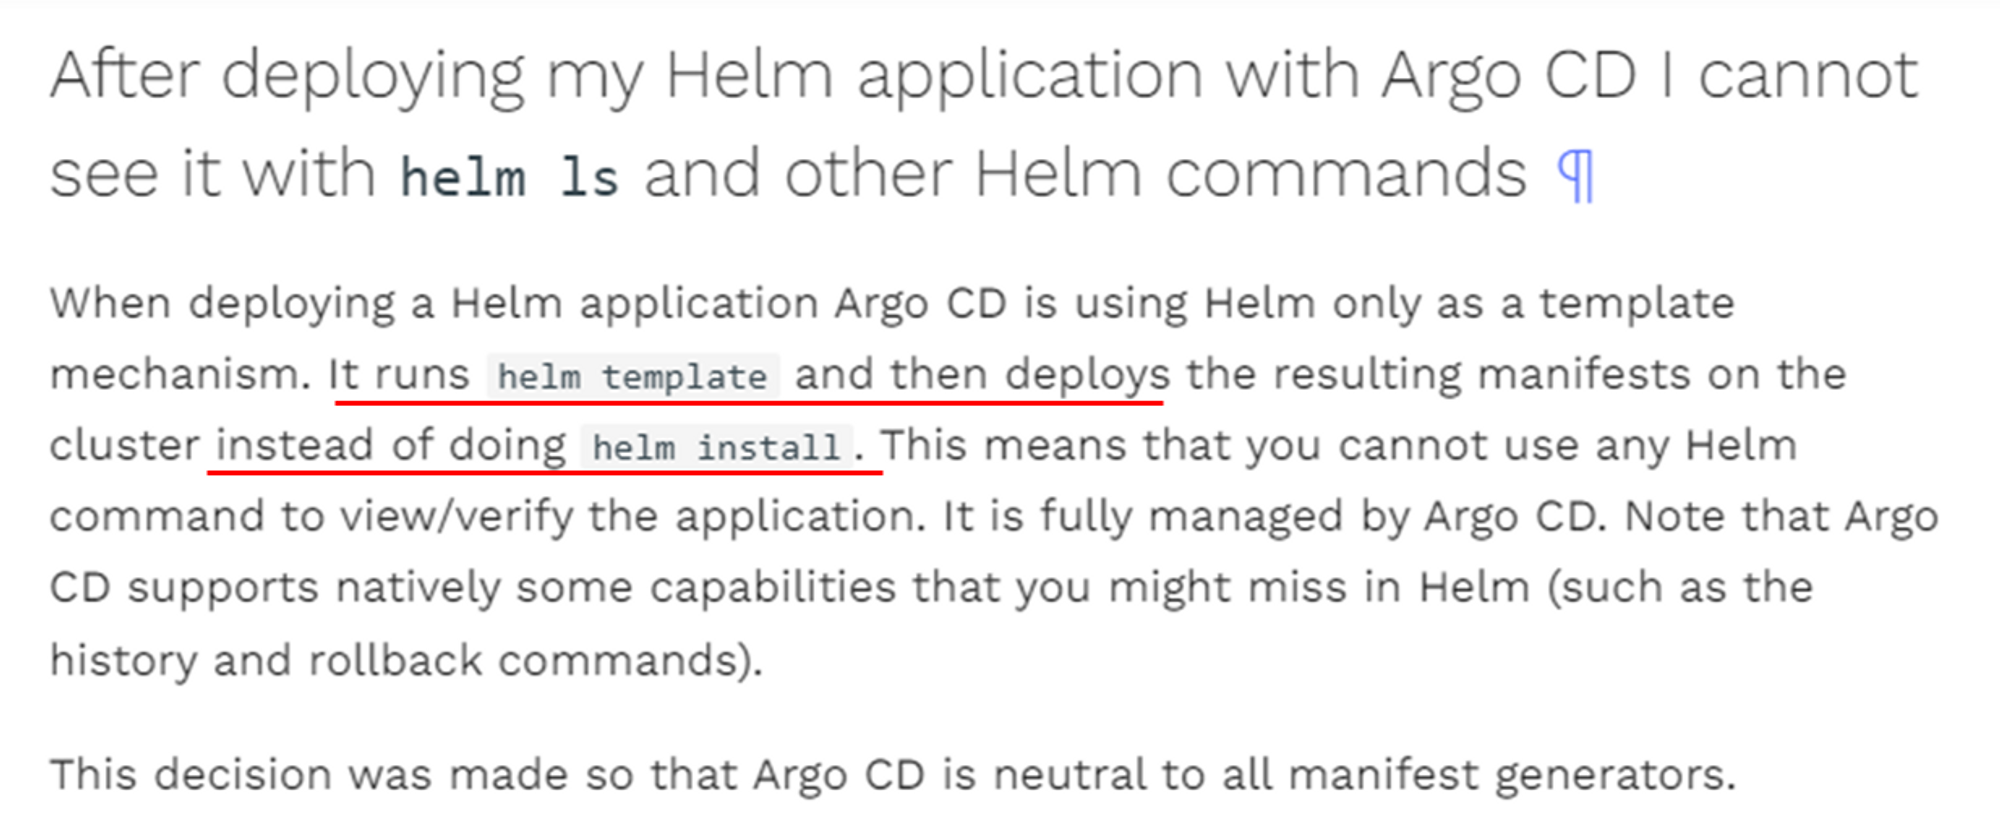 After deploying my Helm application with Argo CD I cannot
see it with helm ls and other Helm commands ¶
When deploying a Helm application Argo CD is using Helm only as a template
mechanism. It runs helm template and then deploys the resulting manifests on the
cluster instead of doing helm install. This means that you cannot use any Helm
command to view/verify the application. It is fully managed by Argo CD. Note that Argo
CD supports natively some capabilities that you might miss in Helm (such as the
history and rollback commands).
This decision was made so that Argo CD is neutral to all manifest generators.